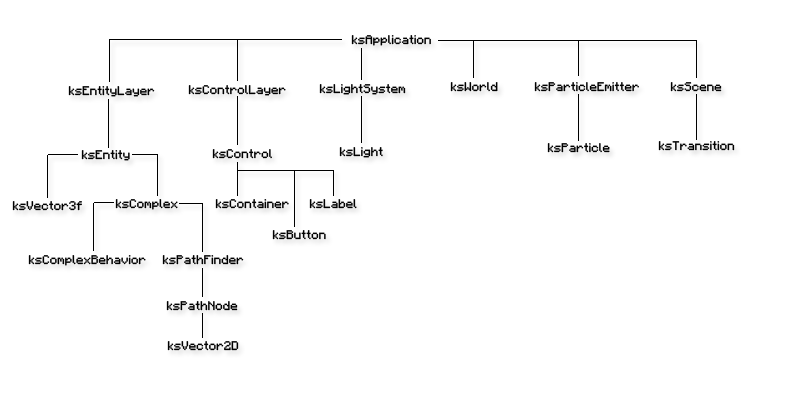 ksApplication
ksEntityLayer ksControlLayer ksLightSystem ksWorld ksParticleEmitter ksScene
ksEntity ksControl ksLight ksParticle ksTransition
ksVector3f ksComplex ksContainer ksLabel
ksButton
ksComplexBehavior ksPathFinder
ksPathNode
ksVector2D